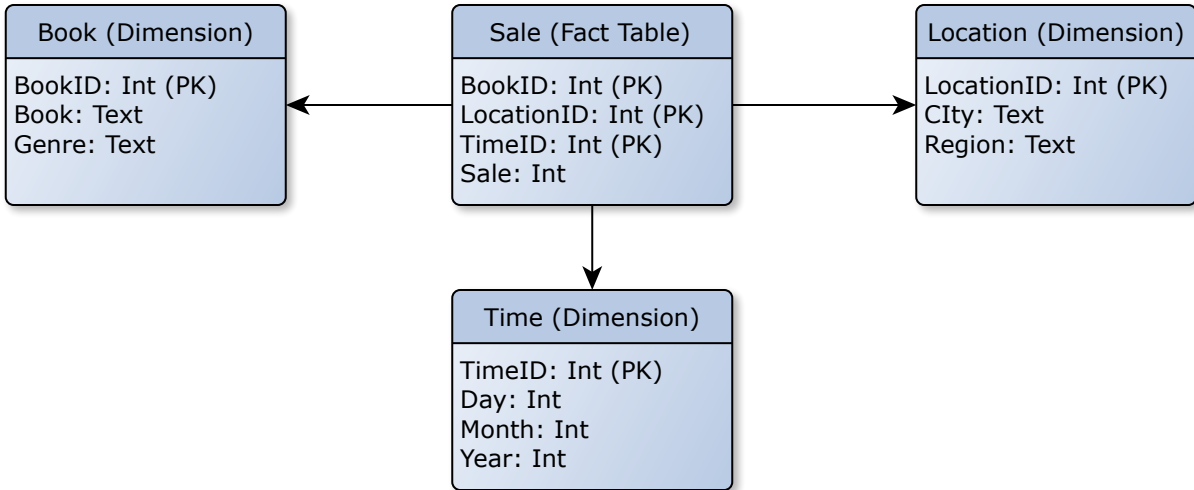 Book (Dimension)
BookID: Int (PK)
Book: Text
Genre: Text
Sale (Fact Table)
BookID: Int (PK)
LocationID: Int (PK)
TimeID: Int (PK)
Sale: Int
Location (Dimension)
LocationID: Int (PK)
CIty: Text
Region: Text
Time (Dimension)
TimeID: Int (PK)
Day: Int
Month: Int
Year: Int